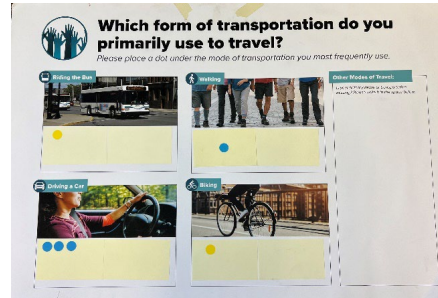 Which form of transportation do you
primarily use to travel?
Please place a dot under the mode of transportation you most frequently use.
Riding the Bus
Walking
Other Modes of Travel:
Driving a Car
Biking